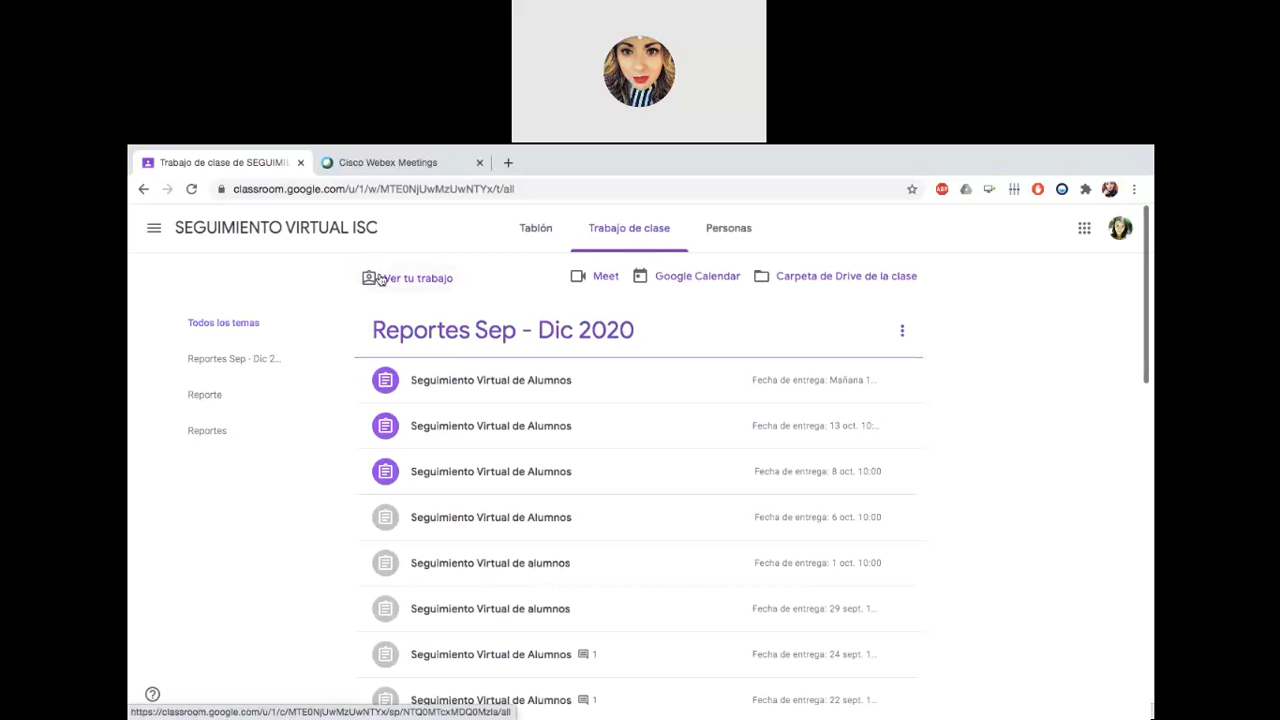 Trabajo de clase de SEGUIMI
Cisco Webex Meetings
classroom.google.com/u/1/w/MTE0NjUwMzUwNTYx/t/all
ABP
SEGUIMIENTO VIRTUAL ISC
Tablón
Trabajo de clase
Personas
Ver tu trabajo
Meet
Google Calendar
Carpeta de Drive de la clase
Todos los temas
Reportes Sep - Dic 2...
Reporte
Reportes
Reportes Sep - Dic 2020
Seguimiento Virtual de Alumnos Fecha de entrega: Mañana 1...
Seguimiento Virtual de Alumnos Fecha de entrega: 13 oct. 10:...
Seguimiento Virtual de Alumnos Fecha de entrega: 8 oct. 10:00
Seguimiento Virtual de Alumnos Fecha de entrega: 6 oct. 10:00
Seguimiento Virtual de alumnos Fecha de entrega: 1 oct. 10:00
Seguimiento Virtual de alumnos Fecha de entrega: 29 sept. 1...
Seguimiento Virtual de Alumnos 1 Fecha de entrega: 24 sept. 1...
Seguimiento Virtual de Alumnos 1 Fecha de entrega: 22 sept. 1...